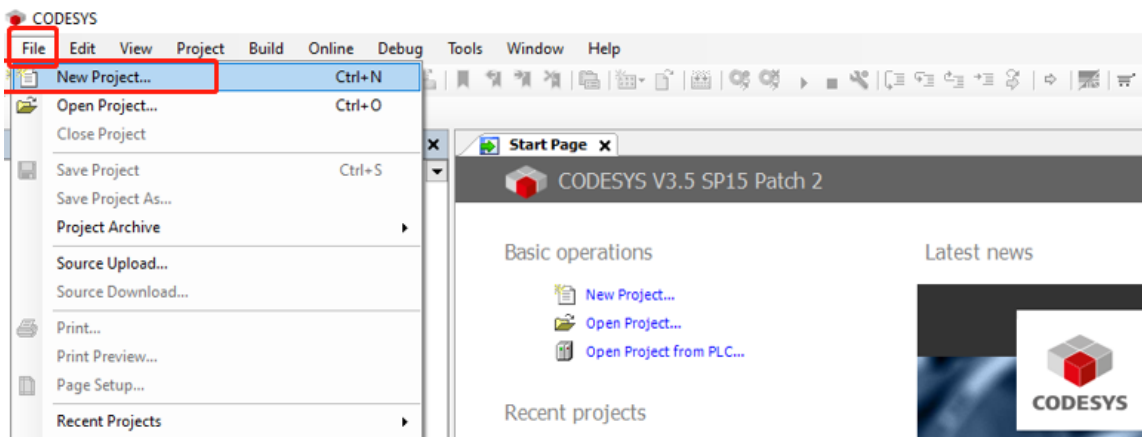 CODESYS
File Edit View Project Build Online Debug Tools Window Help
New Project... Ctrl+N
Open Project... Ctrl+O
Close Project
Save Project Ctrl+S
Save Project As...
Project Archive
Source Upload...
Source Download...
Print...
Print Preview...
Page Setup...
Recent Projects
Start Page
CODESYS V3.5 SP15 Patch 2
Basic operations
New Project...
Open Project...
Open Project from PLC...
Recent projects
Latest news
CODESYS